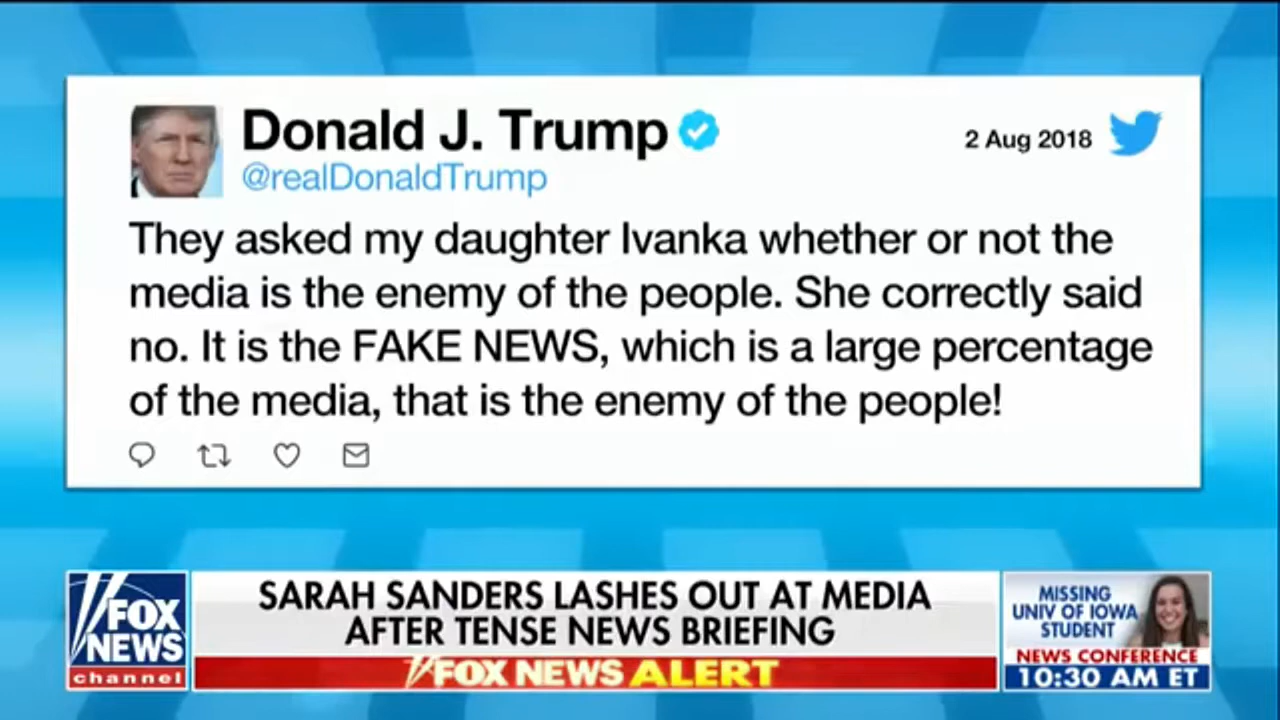 Donald J. Trump
2 Aug 2018
@realDonaldTrump
They asked my daughter Ivanka whether or not the
media is the enemy of the people. She correctly said
no. It is the FAKE NEWS, which is a large percentage
of the media, that is the enemy of the people!
FOX
NEWS
channel
SARAH SANDERS LASHES OUT AT MEDIA
AFTER TENSE NEWS BRIEFING
FOX NEWS ALERT
MISSING
UNIV OF IOWA
STUDENT
NEWS CONFERENCE
10:30 AM ET